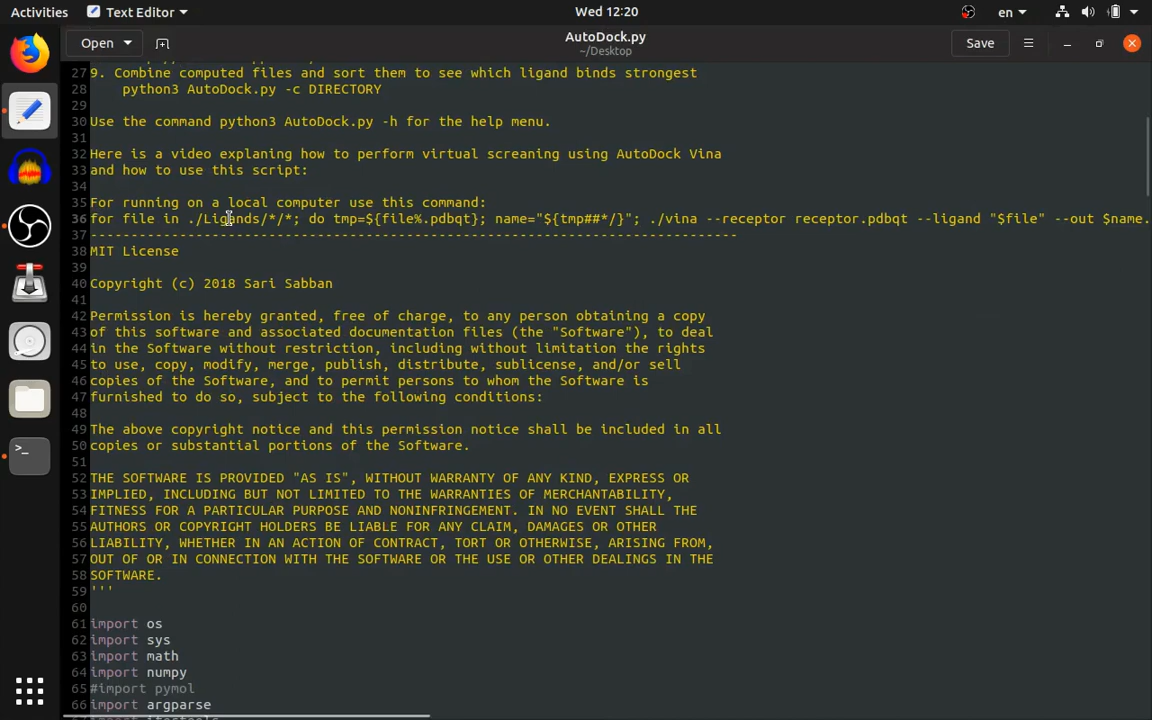 Activities Text Editor Wed 12:20 en
Open AutoDock.py Save
~/Desktop
27 9. Combine computed files and sort them to see which ligand binds strongest
28 python3 AutoDock.py -c DIRECTORY
29
30 Use the command python3 AutoDock.py -h for the help menu.
31
32 Here is a video explaning how to perform virtual screaning using AutoDock Vina
33 and how to use this script:
34
35 For running on a local computer use this command:
36 for file in ./Ligands/*/*; do tmp=${file%.pdbqt}; name="${tmp##*/}"; ./vina --receptor receptor.pdbqt --ligand "$file" --out $name.
37 --------------------------------------------------------------------------------
38 MIT License
39
40 Copyright (c) 2018 Sari Sabban
41
42 Permission is hereby granted, free of charge, to any person obtaining a copy
43 of this software and associated documentation files (the "Software"), to deal
44 in the Software without restriction, including without limitation the rights
45 to use, copy, modify, merge, publish, distribute, sublicense, and/or sell
46 copies of the Software, and to permit persons to whom the Software is
47 furnished to do so, subject to the following conditions:
48
49 The above copyright notice and this permission notice shall be included in all
50 copies or substantial portions of the Software.
51
52 THE SOFTWARE IS PROVIDED "AS IS", WITHOUT WARRANTY OF ANY KIND, EXPRESS OR
53 IMPLIED, INCLUDING BUT NOT LIMITED TO THE WARRANTIES OF MERCHANTABILITY,
54 FITNESS FOR A PARTICULAR PURPOSE AND NONINFRINGEMENT. IN NO EVENT SHALL THE
55 AUTHORS OR COPYRIGHT HOLDERS BE LIABLE FOR ANY CLAIM, DAMAGES OR OTHER
56 LIABILITY, WHETHER IN AN ACTION OF CONTRACT, TORT OR OTHERWISE, ARISING FROM,
57 OUT OF OR IN CONNECTION WITH THE SOFTWARE OR THE USE OR OTHER DEALINGS IN THE
58 SOFTWARE.
59 '''
60
61 import os
62 import sys
63 import math
64 import numpy
65 #import pymol
66 import argparse